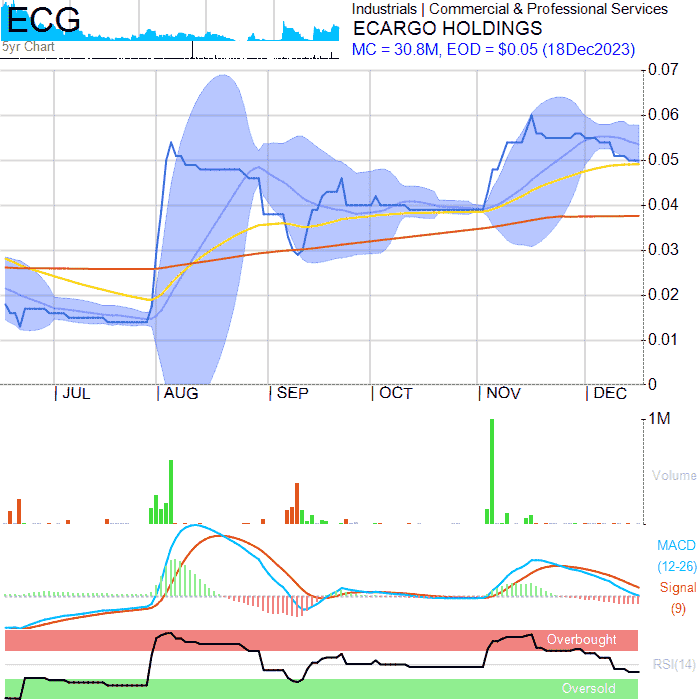 ECG
5yr Chart
Industrials | Commercial & Professional Services
ECARGO HOLDINGS
MC = 30.8M, EOD = $0.05 (18Dec2023)
0.07
0.06
0.05
0.04
0.03
0.02
0.01
0
| JUL | AUG | SEP | OCT | NOV | DEC
1M
Volume
MACD
(12-26)
Signal
(9)
Overbought
RSI(14)
Oversold